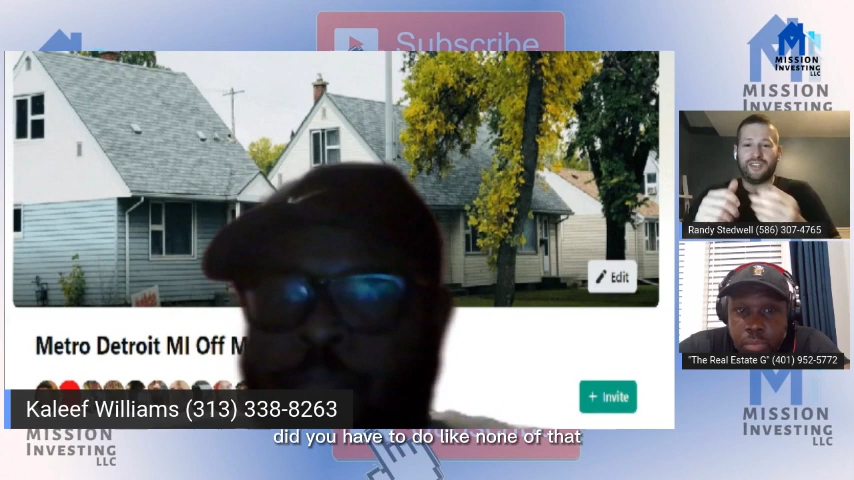 Subscribe
MISSION
INVESTING
LLC
MISSION
INVESTING
Randy Stedwell (586) 307-4765
Edit
Metro Detroit MI Off M
"The Real Estate G" (401) 952-5772
+ Invite
Kaleef Williams (313) 338-8263
did you have to do like none of that
MISSION
INVESTING
LLC
MISSION
INVESTING
LLC